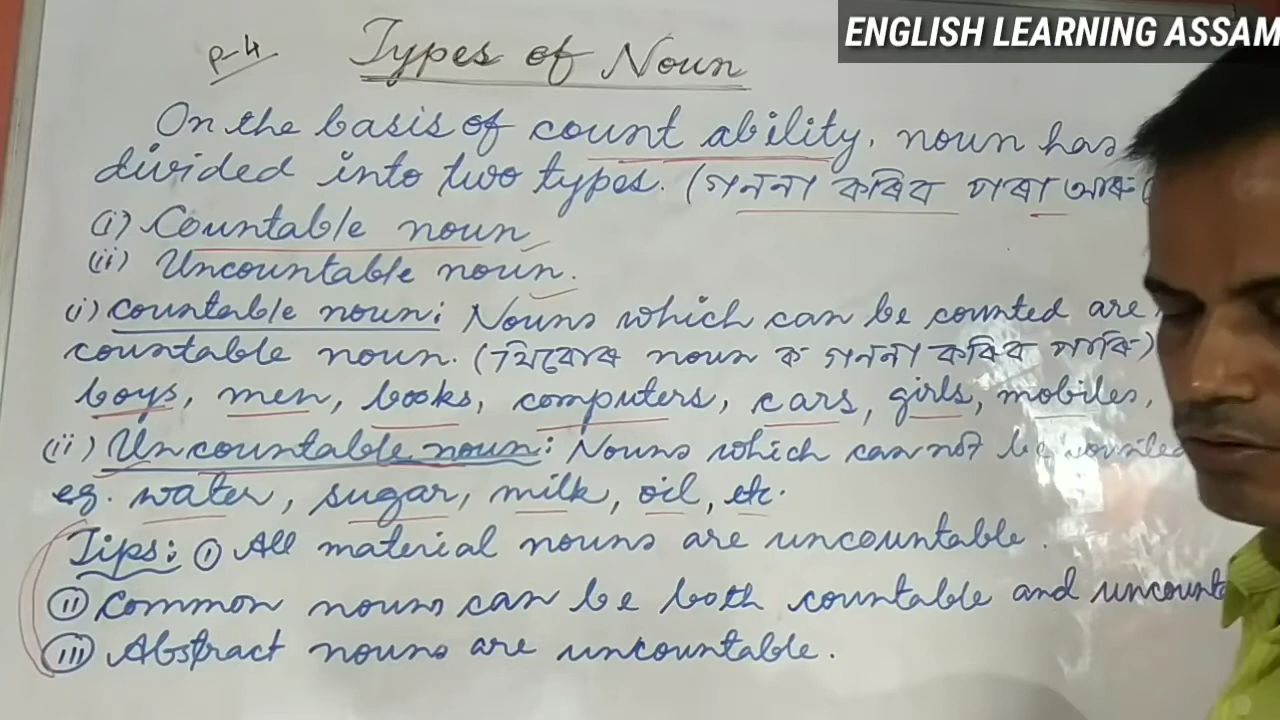 ENGLISH LEARNING ASSAM
P-4 Types of Noun
On the basis of count ability, noun has
divided into two types. (গননা কৰিব পৰা আৰু
(i) Countable noun
(ii) Uncountable noun.
(i) countable noun: Nouns which can be counted are
countable noun. (যিবোৰ noun ক গননা কৰিব পাৰি)
boys, men, books, computers, cars, girls, mobiles,
(ii) Uncountable noun: Nouns which can not be
eg. water, sugar, milk, oil, etc.
Tips: (i) All material nouns are uncountable.
(ii) common nouns can be both countable and
(iii) Abstract nouns are uncountable.